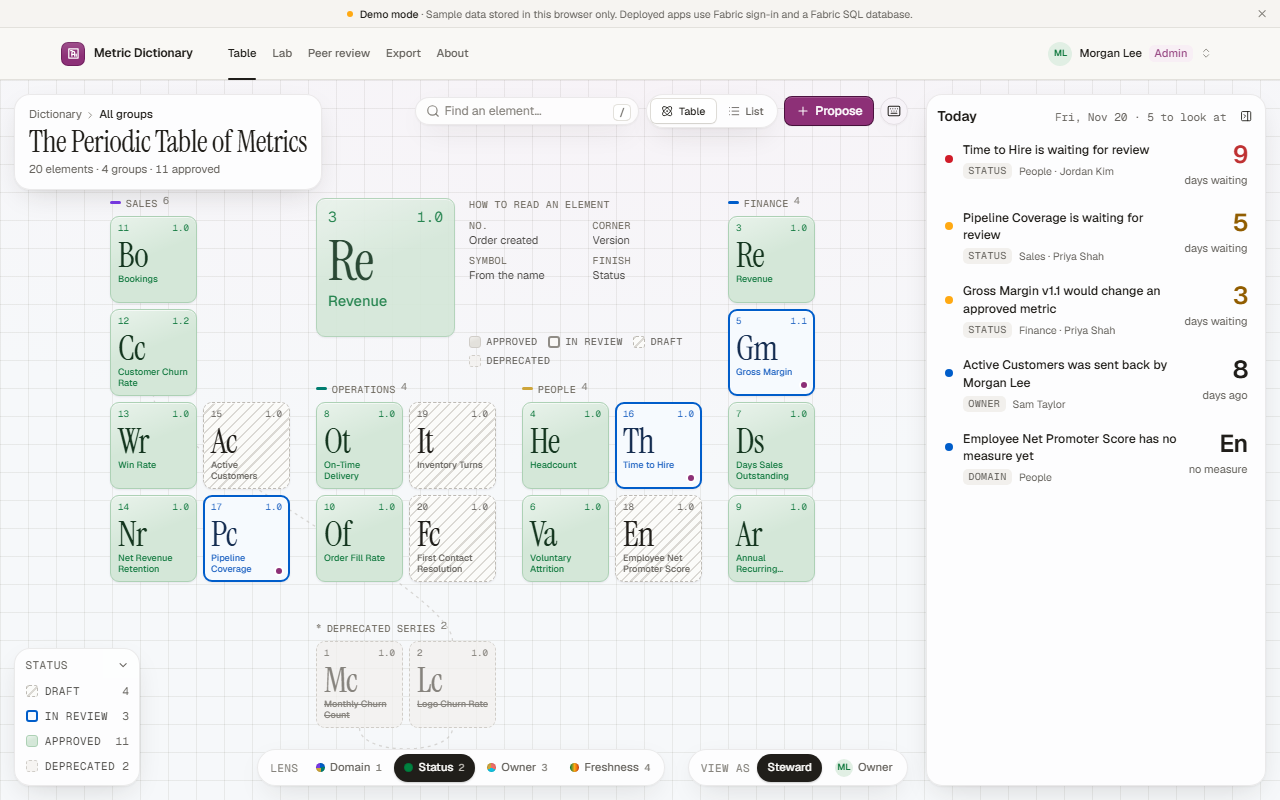 Demo mode · Sample data stored in this browser only. Deployed apps use Fabric sign-in and a Fabric SQL database.
Metric Dictionary
Table
Lab
Peer review
Export
About
ML
Morgan Lee
Admin
Dictionary > All groups
The Periodic Table of Metrics
20 elements · 4 groups · 11 approved
Find an element…
/
Table
List
Propose
SALES 6
11 1.0
Bo
Bookings
12 1.2
Cc
Customer Churn
Rate
13 1.0
Wr
Win Rate
15 1.0
Ac
Active
Customers
14 1.0
Nr
Net Revenue
Retention
17 1.0
Pc
Pipeline
Coverage
3 1.0
Re
Revenue
HOW TO READ AN ELEMENT
NO.
Order created
CORNER
Version
SYMBOL
From the name
FINISH
Status
APPROVED
IN REVIEW
DRAFT
DEPRECATED
OPERATIONS 4
8 1.0
Ot
On-Time
Delivery
19 1.0
It
Inventory Turns
10 1.0
Of
Order Fill Rate
20 1.0
Fc
First Contact
Resolution
PEOPLE 4
4 1.0
He
Headcount
16 1.0
Th
Time to Hire
6 1.0
Va
Voluntary
Attrition
18 1.0
En
Employee Net
Promoter Score
FINANCE 4
3 1.0
Re
Revenue
5 1.1
Gm
Gross Margin
7 1.0
Ds
Days Sales
Outstanding
9 1.0
Ar
Annual
Recurring…
* DEPRECATED SERIES 2
1 1.0
Mc
Monthly Churn
Count
2 1.0
Lc
Logo Churn Rate
STATUS
DRAFT 4
IN REVIEW 3
APPROVED 11
DEPRECATED 2
LENS
Domain 1
Status 2
Owner 3
Freshness 4
VIEW AS
Steward
ML Owner
Today
Fri, Nov 20 · 5 to look at
Time to Hire is waiting for review
STATUS People · Jordan Kim
9
days waiting
Pipeline Coverage is waiting for
review
STATUS Sales · Priya Shah
5
days waiting
Gross Margin v1.1 would change an
approved metric
STATUS Finance · Priya Shah
3
days waiting
Active Customers was sent back by
Morgan Lee
OWNER Sam Taylor
8
days ago
Employee Net Promoter Score has no
measure yet
DOMAIN People
En
no measure